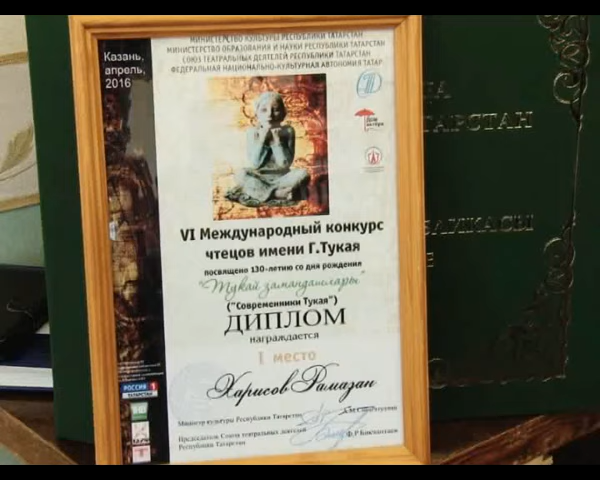 МИНИСТЕРСТВО КУЛЬТУРЫ РЕСПУБЛИКИ ТАТАРСТАН
МИНИСТЕРСТВО ОБРАЗОВАНИЯ И НАУКИ РЕСПУБЛИКИ ТАТАРСТАН
СОЮЗ ТЕАТРАЛЬНЫХ ДЕЯТЕЛЕЙ РЕСПУБЛИКИ ТАТАРСТАН
ФЕДЕРАЛЬНАЯ НАЦИОНАЛЬНО-КУЛЬТУРНАЯ АВТОНОМИЯ ТАТАР
Казань,
апрель,
2016
VI Международный конкурс
чтецов имени Г.Тукая
посвящено 130-летию со дня рождения
"Тукай замандашлары"
("Современники Тукая")
ДИПЛОМ
награждается
I место
Харисов Рамазан
Министр культуры Республики Татарстан
Председатель Союза театральных деятелей
Республики Татарстан
РОССИЯ 1
ТАТАРСТАН